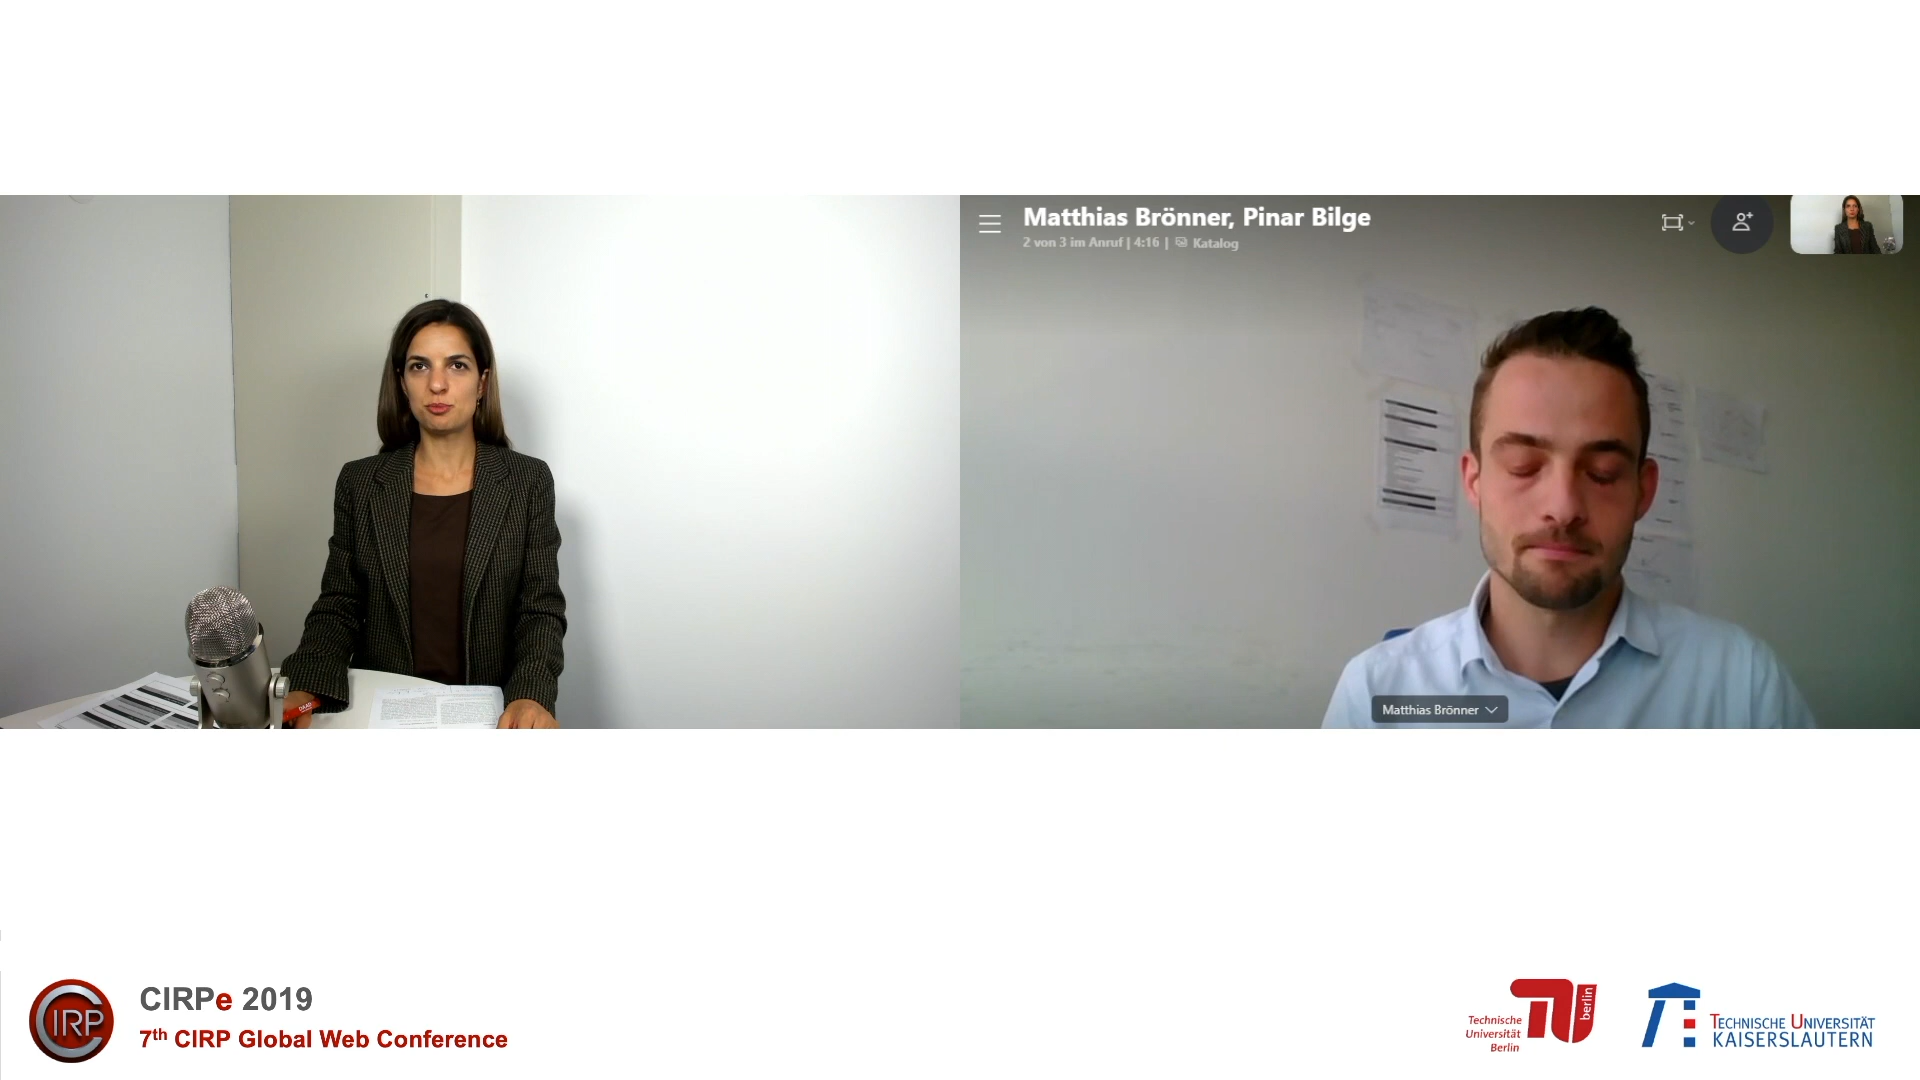 Matthias Brönner, Pinar Bilge
2 von 3 im Anruf | 4:16 | Katalog
Matthias Brönner
CIRP
CIRPe 2019
7th CIRP Global Web Conference
Technische
Universität
Berlin
berlin
TECHNISCHE UNIVERSITÄT
KAISERSLAUTERN